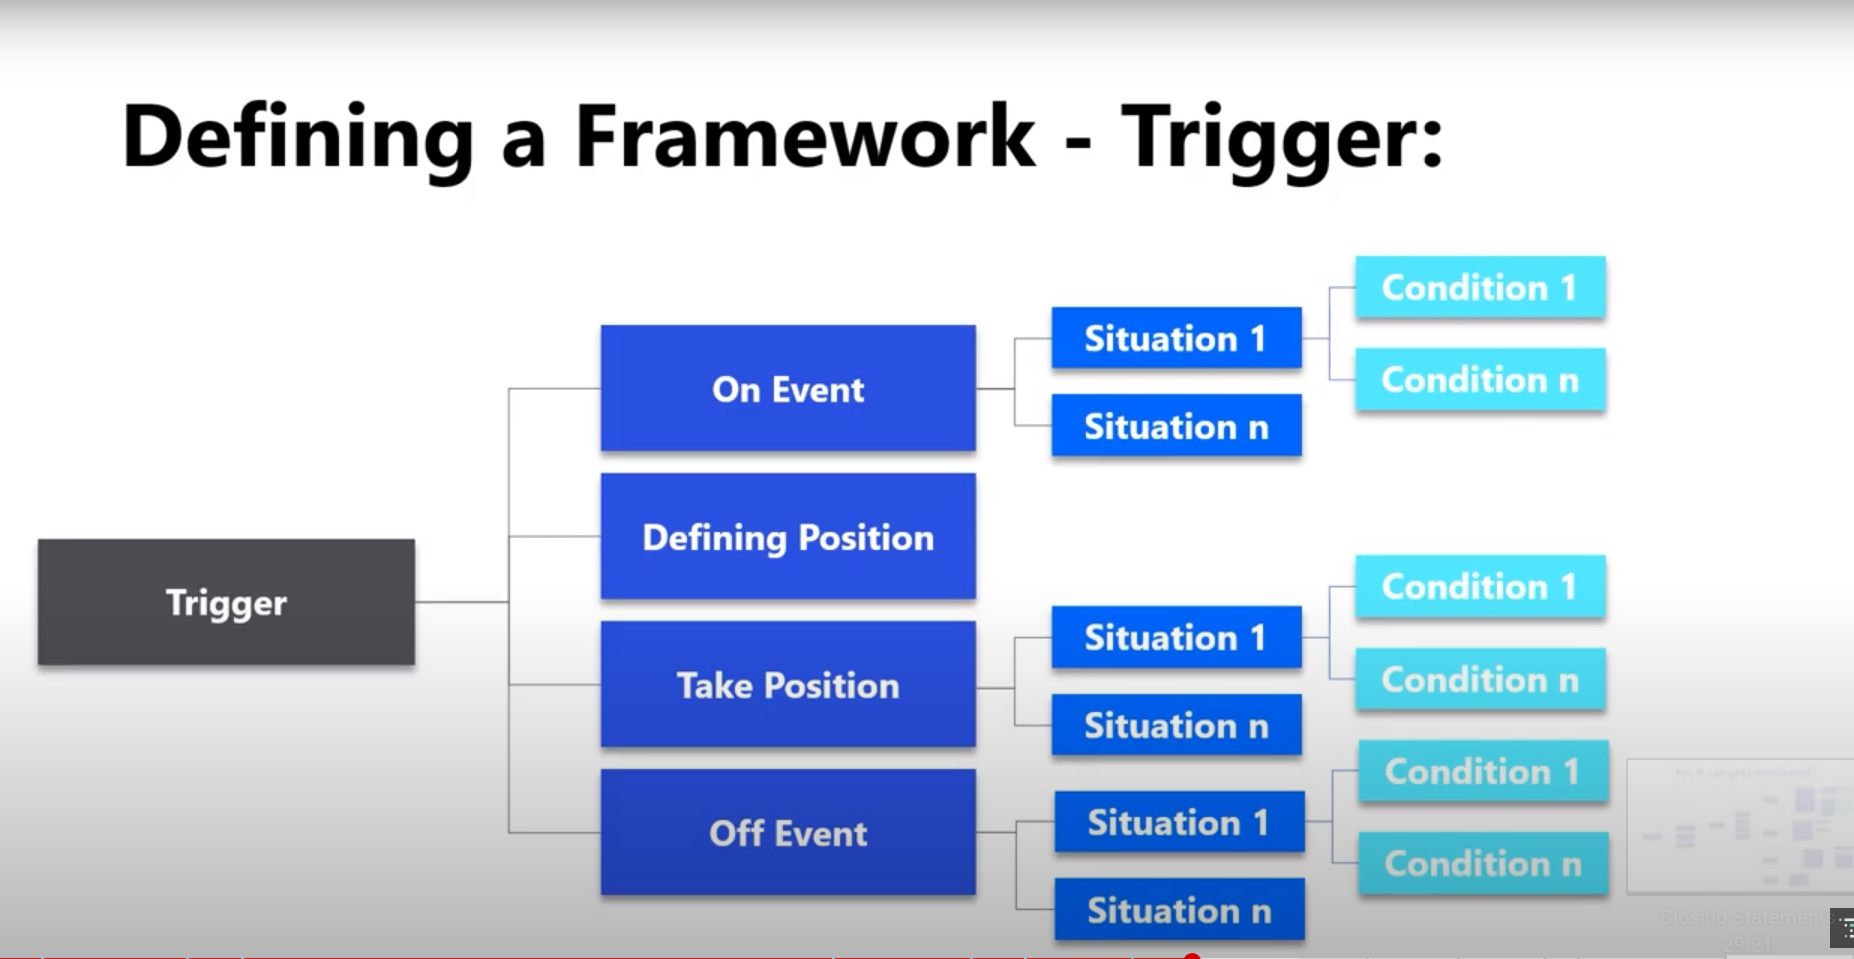 Defining a Framework - Trigger:
Trigger
On Event
Situation 1
Condition 1
Condition n
Situation n
Defining Position
Take Position
Situation 1
Condition 1
Condition n
Situation n
Off Event
Situation 1
Condition 1
Condition n
Situation n
Closing Statements
29:21